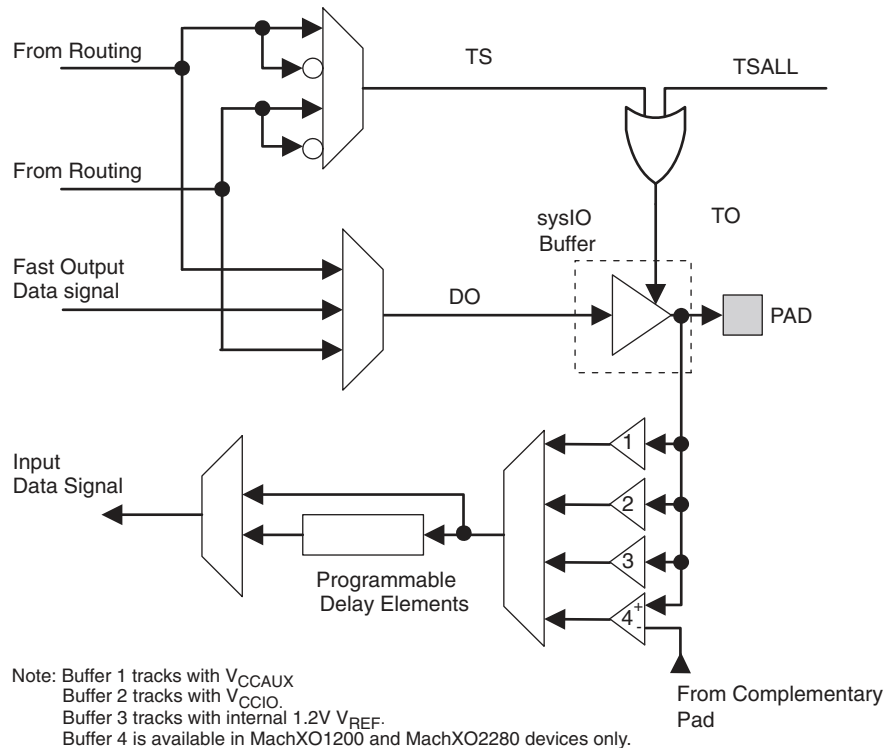 From Routing
TS
TSALL
From Routing
TO
sysIO
Buffer
Fast Output
Data signal
DO
PAD
1
Input
Data Signal
2
3
Programmable
Delay Elements
4
+
-
Note: Buffer 1 tracks with VCCAUX
Buffer 2 tracks with VCCIO.
Buffer 3 tracks with internal 1.2V VREF.
Buffer 4 is available in MachXO1200 and MachXO2280 devices only.
From Complementary
Pad